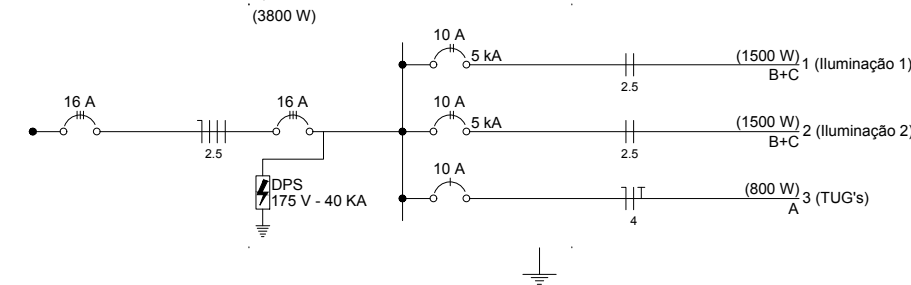 (3800 W)
10 A
5 kA
(1500 W)
1 (Iluminação 1)
2.5
B+C
16 A
16 A
10 A
5 kA
(1500 W)
2 (Iluminação 2)
2.5
2.5
B+C
DPS
175 V - 40 KA
10 A
(800 W)
3 (TUG's)
4
A